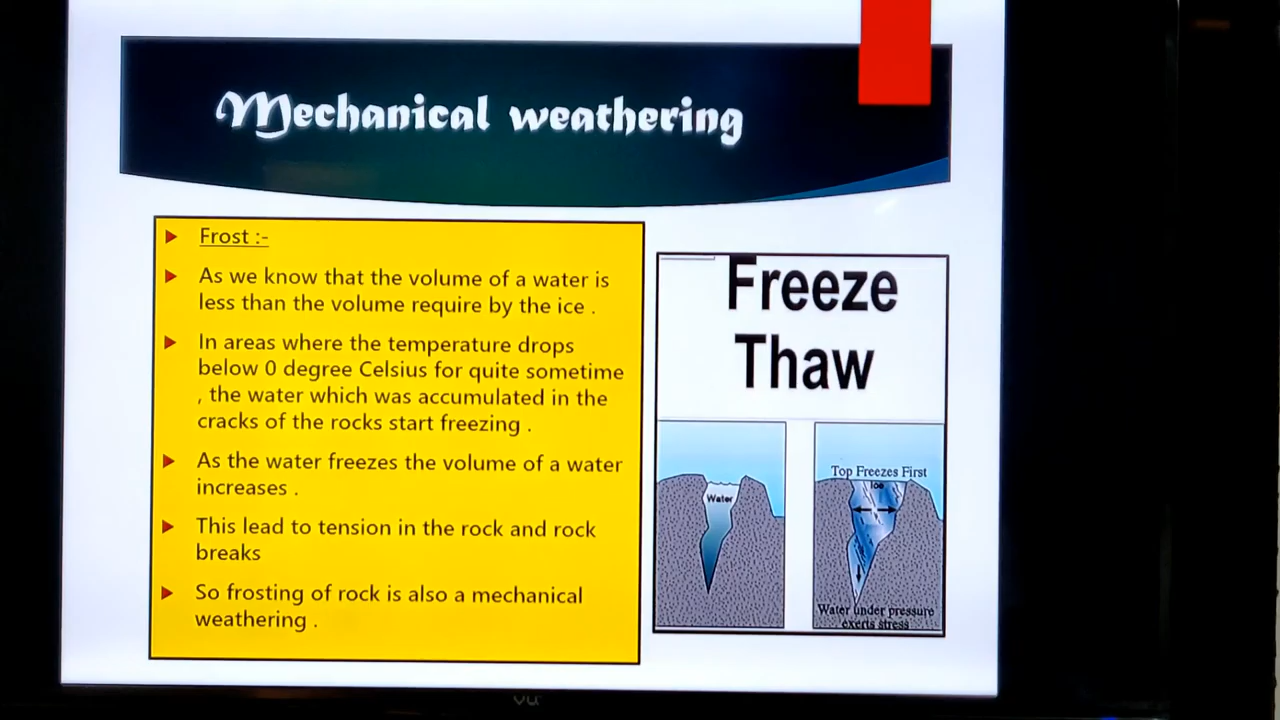 Mechanical weathering
Frost :-
As we know that the volume of a water is
less than the volume require by the ice .
In areas where the temperature drops
below 0 degree Celsius for quite sometime
, the water which was accumulated in the
cracks of the rocks start freezing .
As the water freezes the volume of a water
increases .
This lead to tension in the rock and rock
breaks
So frosting of rock is also a mechanical
weathering .
Freeze
Thaw
Water
Top Freezes First
Ice
Water under pressure
exerts stress
Vu